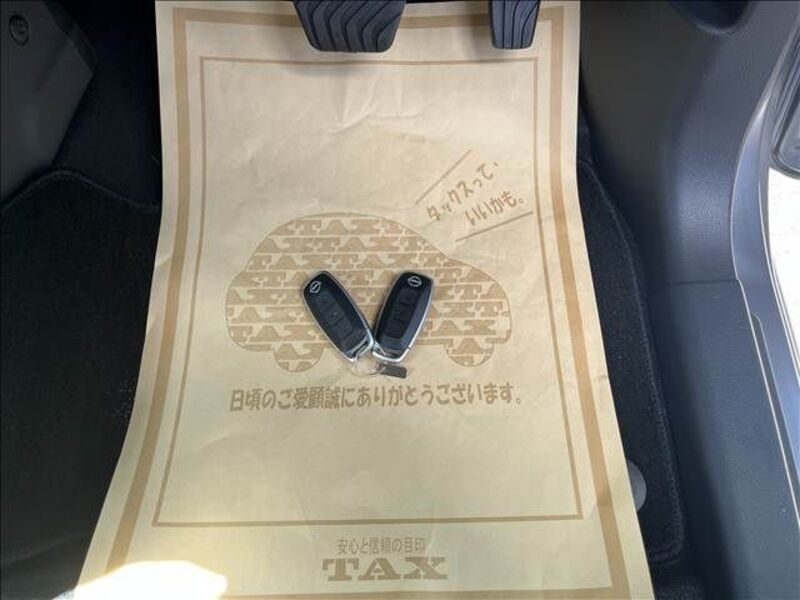 タックスって、
いいかも。
TAX
日頃のご愛顧誠にありがとうございます。
安心と信頼の目印
TAX